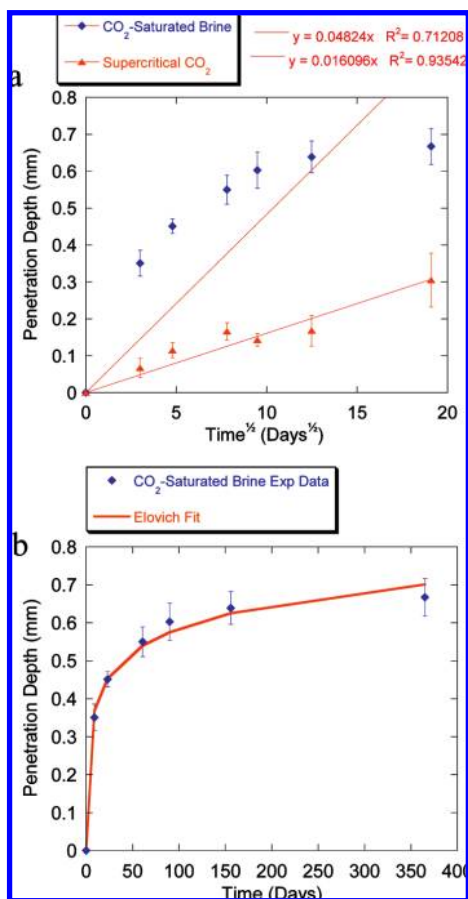 CO₂-Saturated Brine
y = 0.04824x R²= 0.71208
Supercritical CO₂
y = 0.016096x R²= 0.93542
a
0.8
0.7
0.6
0.5
0.4
0.3
0.2
0.1
0
Penetration Depth (mm)
0 5 10 15 20
Time^½ (Days^½)
CO₂-Saturated Brine Exp Data
Elovich Fit
b
0.8
0.7
0.6
0.5
0.4
0.3
0.2
0.1
0
Penetration Depth (mm)
0 50 100 150 200 250 300 350 400
Time (Days)